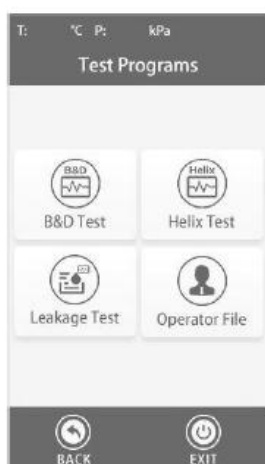 T: °C P: kPa
Test Programs
B&D Helix
B&D Test Helix Test
Leakage Test Operator File
BACK EXIT